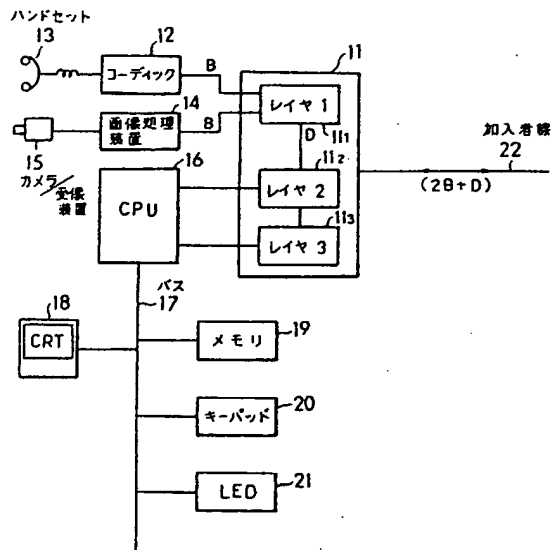 ハンドセット
13
12
コーディック
B
11
レイヤ 1
11₁
D
14
画像処理
装置
B
15
カメラ/受像
装置
16
CPU
11₂
レイヤ 2
11₃
レイヤ 3
加入者線
22
(2B+D)
バス
17
18
CRT
メモリ
19
キーパッド
20
LED
21